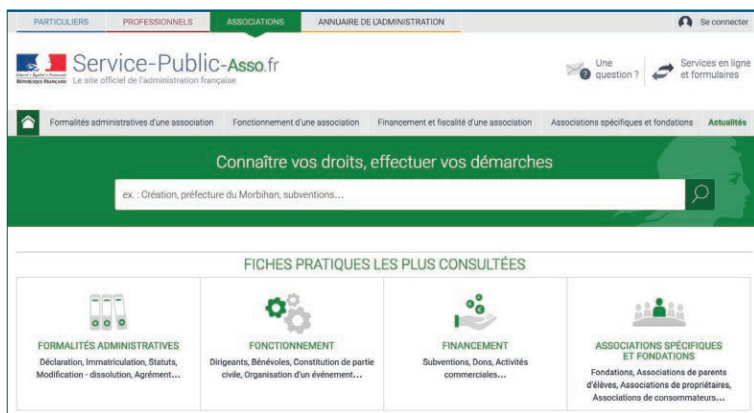 PARTICULIERS PROFESSIONNELS ASSOCIATIONS ANNUAIRE DE L'ADMINISTRATION Se connecter
Service-Public-Asso.fr
Le site officiel de l'administration française
Liberté • Égalité • Fraternité
RÉPUBLIQUE FRANÇAISE
Une question ?
Services en ligne et formulaires
Formalités administratives d'une association Fonctionnement d'une association Financement et fiscalité d'une association Associations spécifiques et fondations Actualités
Connaître vos droits, effectuer vos démarches
ex. : Création, préfecture du Morbihan, subventions...
FICHES PRATIQUES LES PLUS CONSULTÉES
FORMALITÉS ADMINISTRATIVES
Déclaration, Immatriculation, Statuts,
Modification - dissolution, Agrément...
FONCTIONNEMENT
Dirigeants, Bénévoles, Constitution de partie
civile, Organisation d'un événement...
FINANCEMENT
Subventions, Dons, Activités
commerciales...
ASSOCIATIONS SPÉCIFIQUES
ET FONDATIONS
Fondations, Associations de parents
d'élèves, Associations de propriétaires,
Associations de consommateurs...